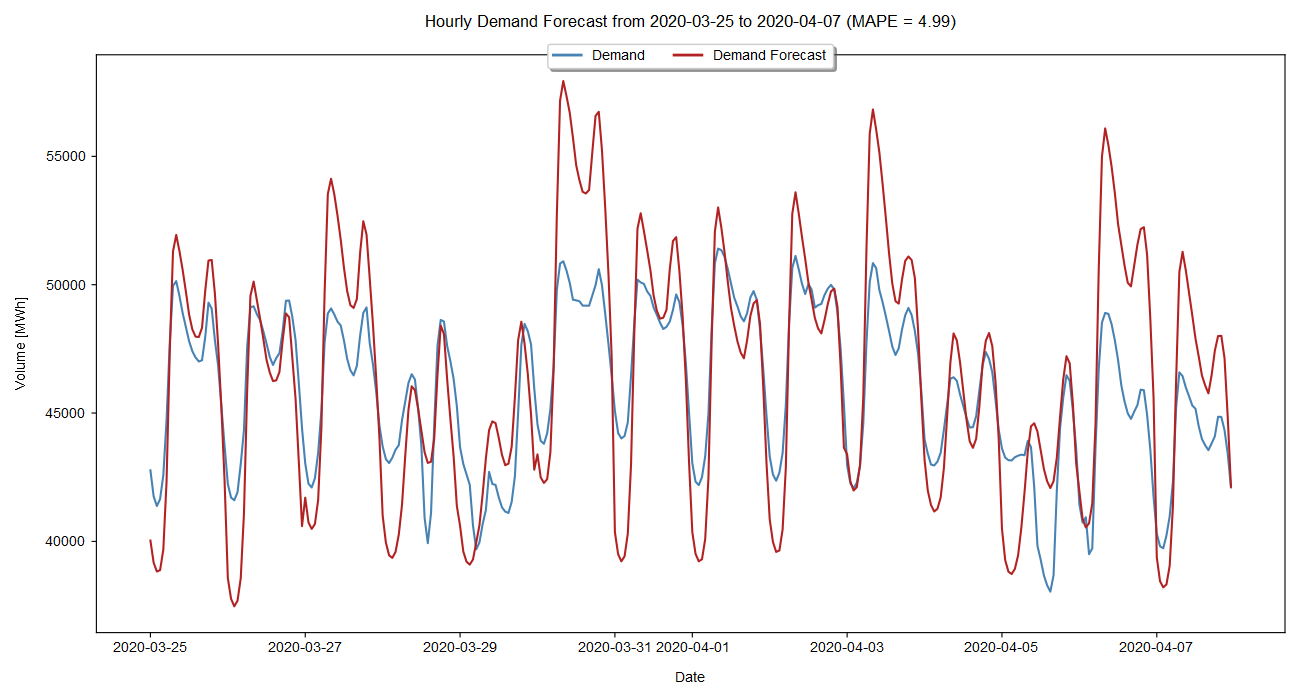 Hourly Demand Forecast from 2020-03-25 to 2020-04-07 (MAPE = 4.99)
Demand Demand Forecast
55000
50000
45000
40000
Volume [MWh]
2020-03-25 2020-03-27 2020-03-29 2020-03-31 2020-04-01 2020-04-03 2020-04-05 2020-04-07
Date